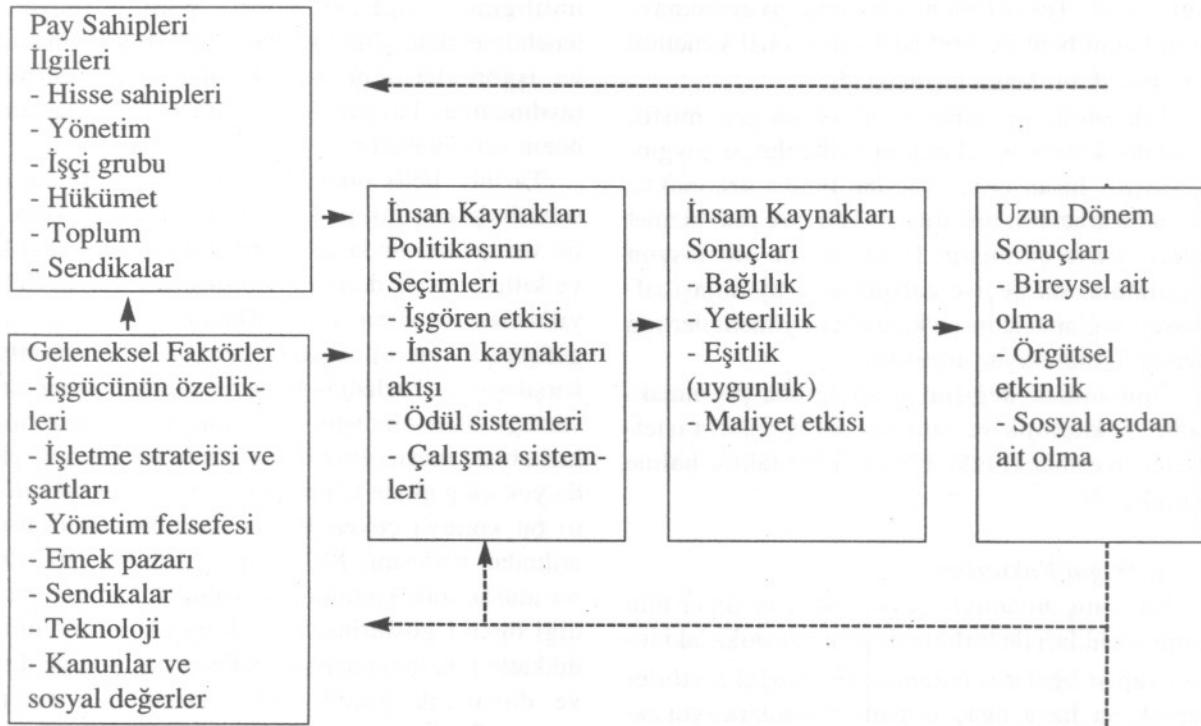 Pay Sahipleri
İlgileri
- Hisse sahipleri
- Yönetim
- İşçi grubu
- Hükümet
- Toplum
- Sendikalar
Geleneksel Faktörler
- İşgücünün özellik-
leri
- İşletme stratejisi ve
şartları
- Yönetim felsefesi
- Emek pazarı
- Sendikalar
- Teknoloji
- Kanunlar ve
sosyal değerler
İnsan Kaynakları
Politikasının
Seçimleri
- İşgören etkisi
- İnsan kaynakları
akışı
- Ödül sistemleri
- Çalışma sistem-
leri
İnsam Kaynakları
Sonuçları
- Bağlılık
- Yeterlilik
- Eşitlik
(uygunluk)
- Maliyet etkisi
Uzun Dönem
Sonuçları
- Bireysel ait
olma
- Örgütsel
etkinlik
- Sosyal açıdan
ait olma